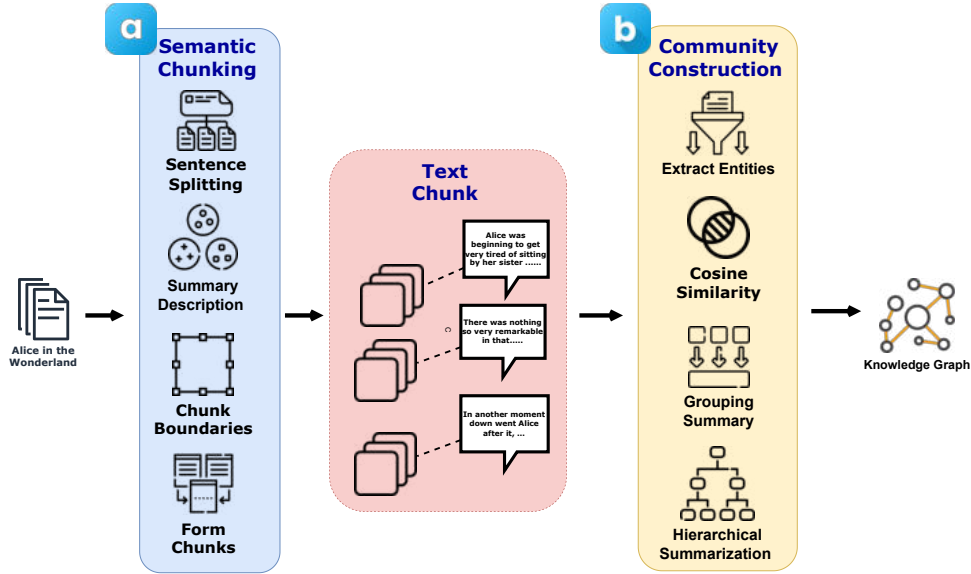 a
Semantic
Chunking
Sentence
Splitting
Summary
Description
Chunk
Boundaries
Form
Chunks
Alice in the
Wonderland
Text
Chunk
Alice was
beginning to get
very tired of sitting
by her sister ......
There was nothing
so very remarkable
in that.....
c
In another moment
down went Alice
after it, ...
b
Community
Construction
Extract Entities
Cosine
Similarity
Grouping
Summary
Hierarchical
Summarization
Knowledge Graph